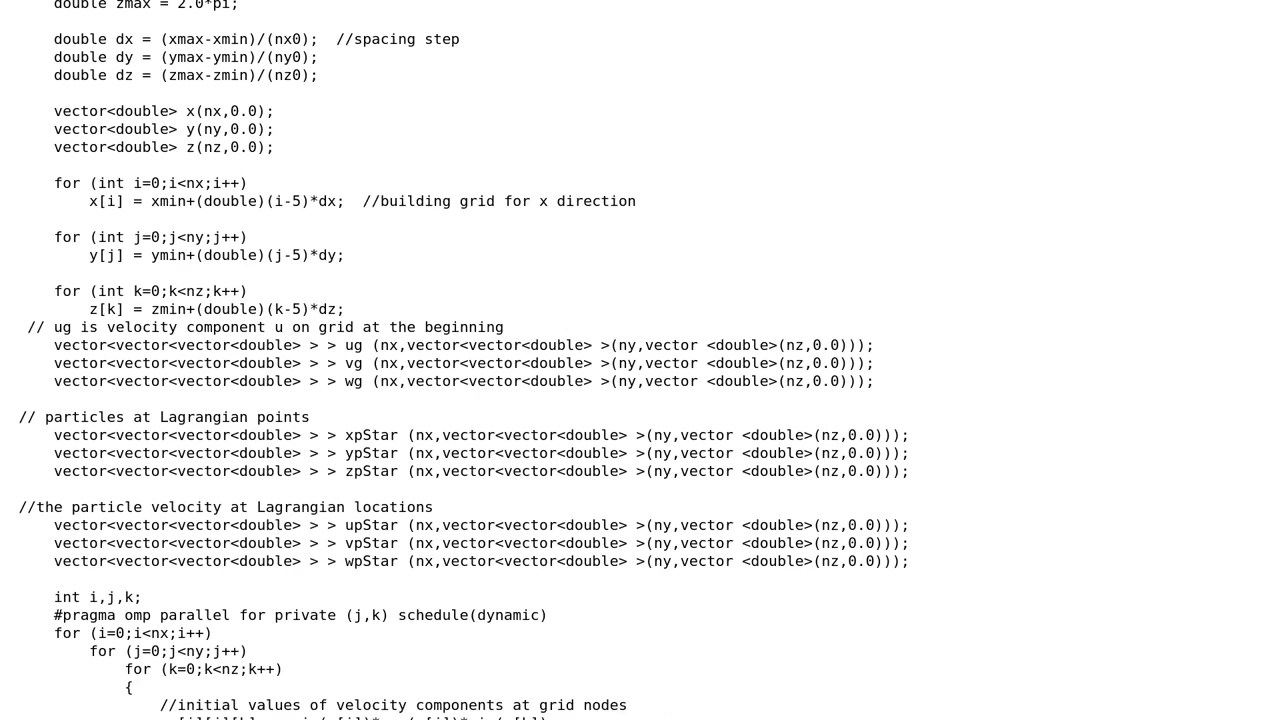 double zmax = 2.0*pi;
double dx = (xmax-xmin)/(nx0);  //spacing step
double dy = (ymax-ymin)/(ny0);
double dz = (zmax-zmin)/(nz0);
vector<double> x(nx,0.0);
vector<double> y(ny,0.0);
vector<double> z(nz,0.0);
for (int i=0;i<nx;i++)
x[i] = xmin+(double)(i-5)*dx;  //building grid for x direction
for (int j=0;j<ny;j++)
y[j] = ymin+(double)(j-5)*dy;
for (int k=0;k<nz;k++)
z[k] = zmin+(double)(k-5)*dz;
// ug is velocity component u on grid at the beginning
vector<vector<vector<double> > > ug (nx,vector<vector<double> >(ny,vector <double>(nz,0.0)));
vector<vector<vector<double> > > vg (nx,vector<vector<double> >(ny,vector <double>(nz,0.0)));
vector<vector<vector<double> > > wg (nx,vector<vector<double> >(ny,vector <double>(nz,0.0)));
// particles at Lagrangian points
vector<vector<vector<double> > > xpStar (nx,vector<vector<double> >(ny,vector <double>(nz,0.0)));
vector<vector<vector<double> > > ypStar (nx,vector<vector<double> >(ny,vector <double>(nz,0.0)));
vector<vector<vector<double> > > zpStar (nx,vector<vector<double> >(ny,vector <double>(nz,0.0)));
//the particle velocity at Lagrangian locations
vector<vector<vector<double> > > upStar (nx,vector<vector<double> >(ny,vector <double>(nz,0.0)));
vector<vector<vector<double> > > vpStar (nx,vector<vector<double> >(ny,vector <double>(nz,0.0)));
vector<vector<vector<double> > > wpStar (nx,vector<vector<double> >(ny,vector <double>(nz,0.0)));
int i,j,k;
#pragma omp parallel for private (j,k) schedule(dynamic)
for (i=0;i<nx;i++)
for (j=0;j<ny;j++)
for (k=0;k<nz;k++)
{
//initial values of velocity components at grid nodes